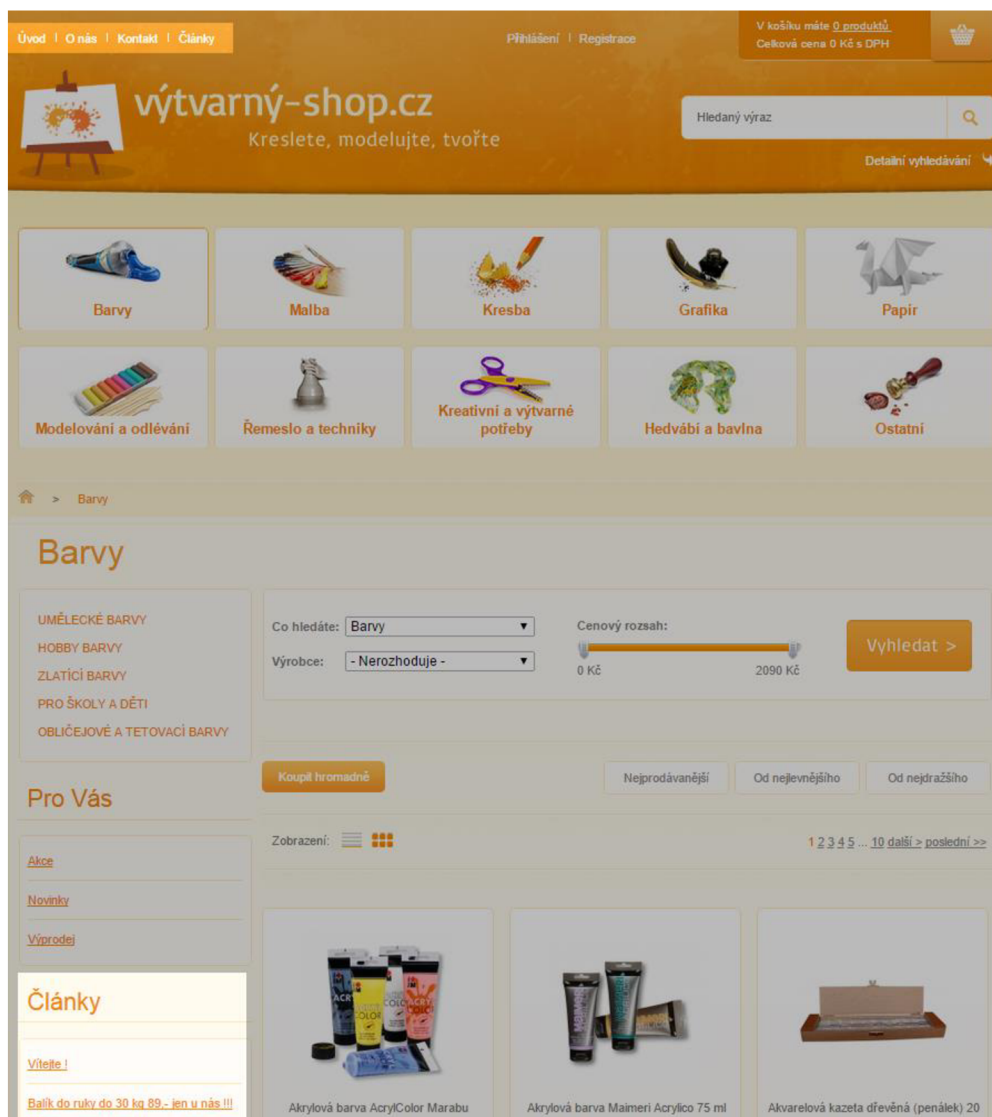 Úvod | O nás | Kontakt | Články
Přihlášení | Registrace
V košíku máte 0 produktů
Celková cena 0 Kč s DPH
výtvarný-shop.cz
Kreslete, modelujte, tvořte
Hledaný výraz
Detailní vyhledávání
Barvy
Malba
Kresba
Grafika
Papír
Modelování a odlévání
Řemeslo a techniky
Kreativní a výtvarné
potřeby
Hedvábí a bavlna
Ostatní
> Barvy
Barvy
UMĚLECKÉ BARVY
HOBBY BARVY
ZLATÍCÍ BARVY
PRO ŠKOLY A DĚTI
OBLIČEJOVÉ A TETOVACÍ BARVY
Co hledáte: Barvy
Výrobce: - Nerozhoduje -
Cenový rozsah:
0 Kč 2090 Kč
Vyhledat >
Koupit hromadně
Nejprodávanější
Od nejlevnějšího
Od nejdražšího
Zobrazení:
1 2 3 4 5 ... 10 další > poslední >>
Pro Vás
Akce
Novinky
Výprodej
Články
Vítejte !
Balík do ruky do 30 kg 89,- jen u nás !!!
Akrylová barva AcrylColor Marabu
Akrylová barva Maimeri Acrylico 75 ml
Akvarelová kazeta dřevěná (penálek) 20